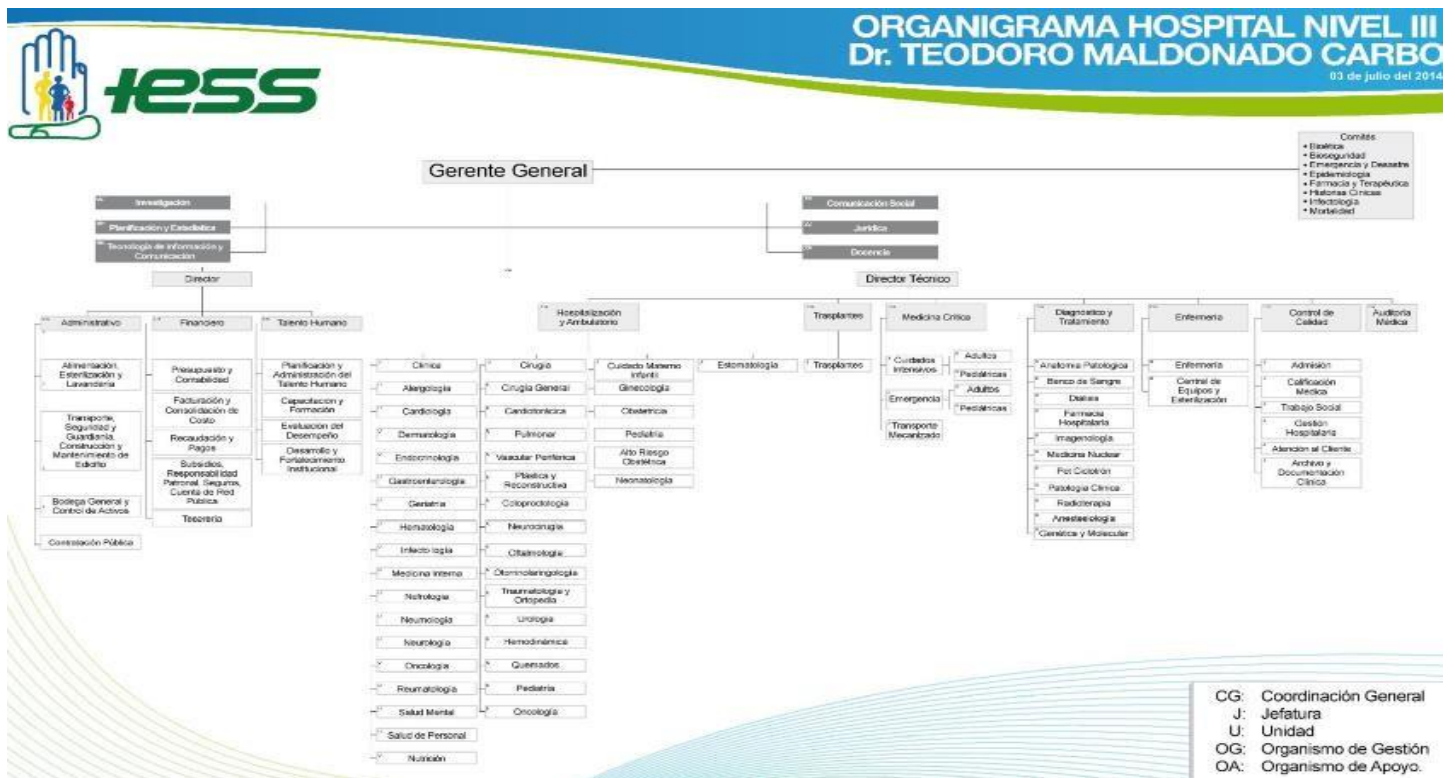 ORGANIGRAMA HOSPITAL NIVEL III
Dr. TEODORO MALDONADO CARBO
03 de julio del 2014
IESS
Comités
• Bioética
• Bioseguridad
• Emergencia y Desastre
• Epidemiología
• Farmacia y Terapéutica
• Historias Clínicas
• Infectología
• Mortalidad
Gerente General
Investigación
Planificación y Estadística
Tecnología de Información y
Comunicación
Comunicación Social
Jurídica
Docencia
Director
Director Técnico
Administrativo
Financiero
Talento Humano
Hospitalización
y Ambulatorio
Trasplantes
Medicina Crítica
Diagnóstico y
Tratamiento
Enfermería
Control de
Calidad
Auditoría
Médica
Alimentación,
Esterilización y
Lavandería
Transporte,
Seguridad y
Guardianía,
Construcción y
Mantenimiento de
Edificio
Bodega General y
Control de Activos
Contratación Pública
Presupuesto y
Contabilidad
Facturación y
Consolidación de
Costo
Recaudación y
Pagos
Subsidios,
Responsabilidad
Patronal, Seguros,
Cuenta de Red
Pública
Tesorería
Planificación y
Administración del
Talento Humano
Capacitación y
Formación
Evaluación del
Desempeño
Desarrollo y
Fortalecimiento
Institucional
Clínica
Alergología
Cardiología
Dermatología
Endocrinología
Gastroenterología
Geriatría
Hematología
Infectología
Medicina Interna
Nefrología
Neumología
Neurología
Oncología
Reumatología
Salud Mental
Salud de Personal
Nutrición
Cirugía
Cirugía General
Cardiotorácica
Pulmonar
Vascular Periférica
Plástica y
Reconstructiva
Coloproctología
Neurocirugía
Oftalmología
Otorrinolaringología
Traumatología y
Ortopedia
Urología
Hemodinámica
Quemados
Pediatría
Oncología
Cuidado Materno
Infantil
Ginecología
Obstetricia
Pediatría
Alto Riesgo
Obstétrica
Neonatología
Estomatología
Trasplantes
Cuidados
Intensivos
Adultos
Pediátricas
Emergencia
Adultos
Pediátricas
Transporte
Mecanizado
Anatomía Patológica
Banco de Sangre
Diálisis
Farmacia
Hospitalaria
Imagenología
Medicina Nuclear
Pet Ciclotrón
Patología Clínica
Radioterapia
Anestesiología
Genética y Molecular
Enfermería
Central de
Equipos y
Esterilización
Admisión
Calificación
Médica
Trabajo Social
Gestión
Hospitalaria
Atención al Cliente
Archivo y
Documentación
Clínica
CG: Coordinación General
J: Jefatura
U: Unidad
OG: Organismo de Gestión
OA: Organismo de Apoyo.